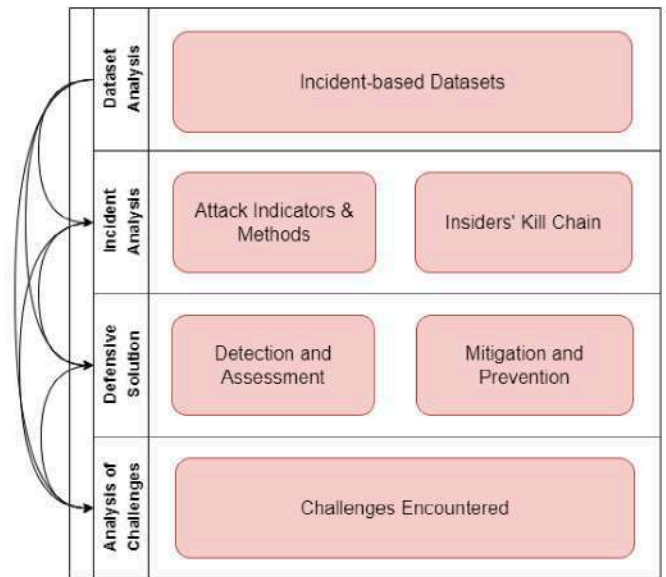 Dataset
Analysis
Incident-based Datasets
Incident
Analysis
Attack Indicators &
Methods
Insiders' Kill Chain
Defensive
Solution
Detection and
Assessment
Mitigation and
Prevention
Analysis of
Challenges
Challenges Encountered